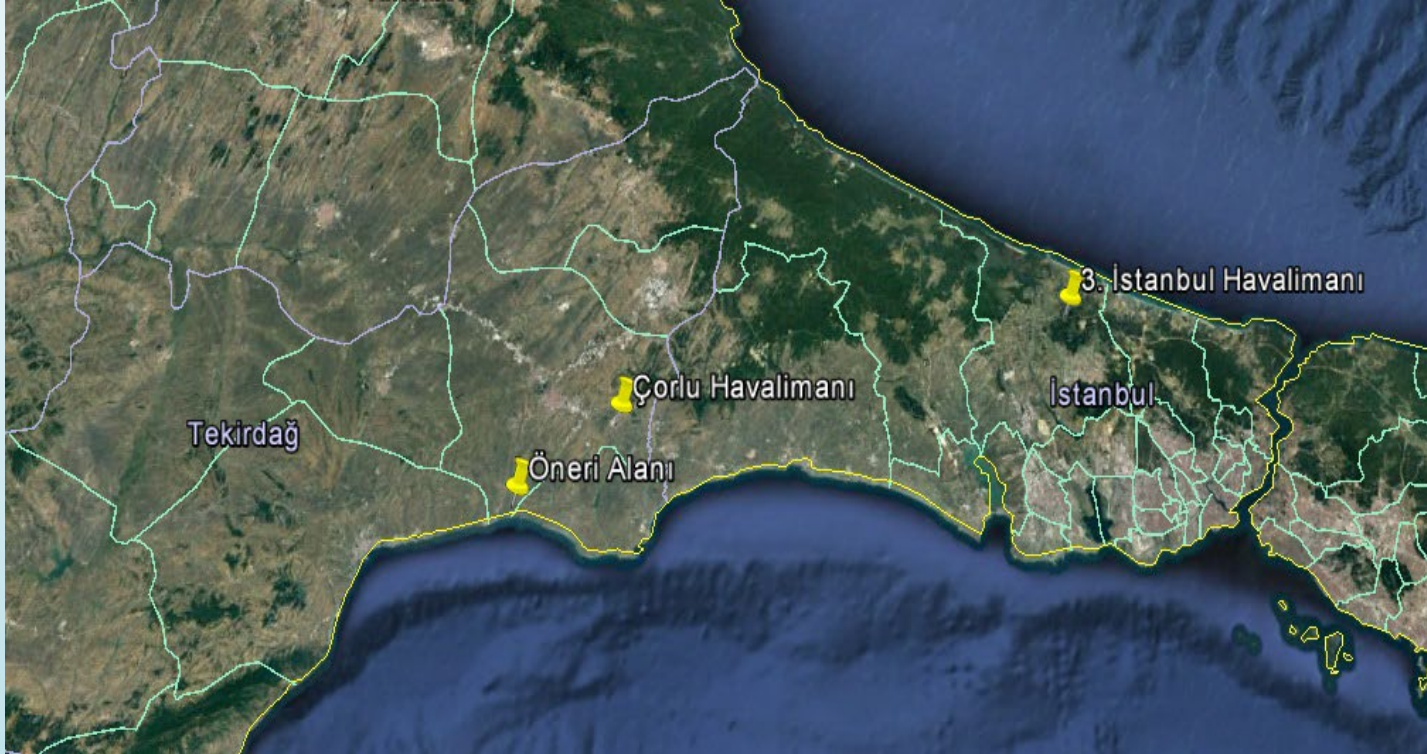 3. İstanbul Havalimanı
Çorlu Havalimanı
İstanbul
Tekirdağ
Öneri Alanı